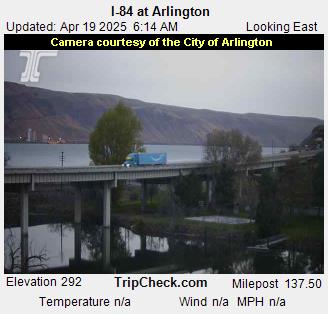 I-84 at Arlington
Updated: Apr 19 2025 6:14 AM Looking East
Camera courtesy of the City of Arlington
Elevation 292 TripCheck.com Milepost 137.50
Temperature n/a Wind n/a MPH n/a